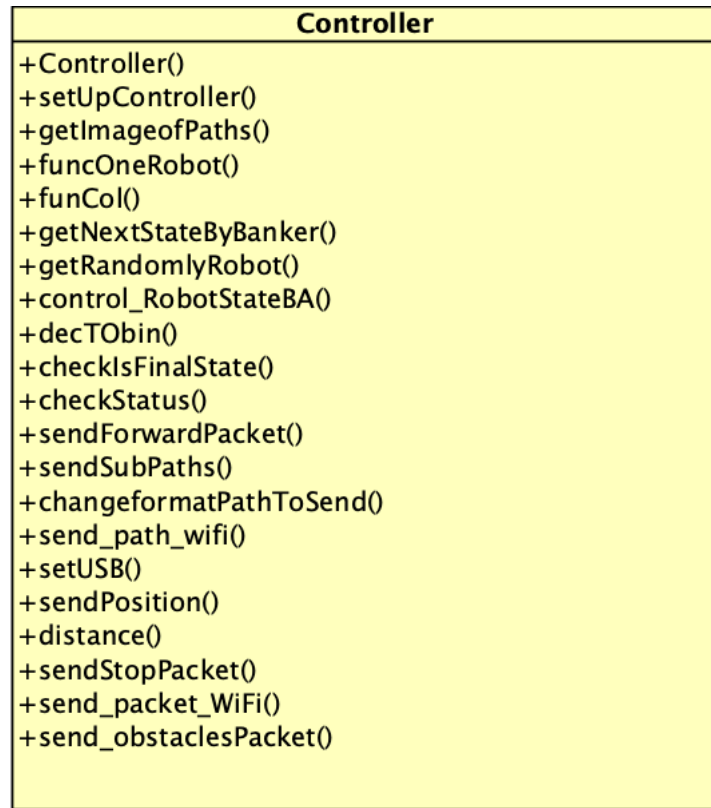 Controller
+Controller()
+setUpController()
+getImageofPaths()
+funcOneRobot()
+funCol()
+getNextStateByBanker()
+getRandomlyRobot()
+control_RobotStateBA()
+decTObin()
+checkIsFinalState()
+checkStatus()
+sendForwardPacket()
+sendSubPaths()
+changeformatPathToSend()
+send_path_wifi()
+setUSB()
+sendPosition()
+distance()
+sendStopPacket()
+send_packet_WiFi()
+send_obstaclesPacket()